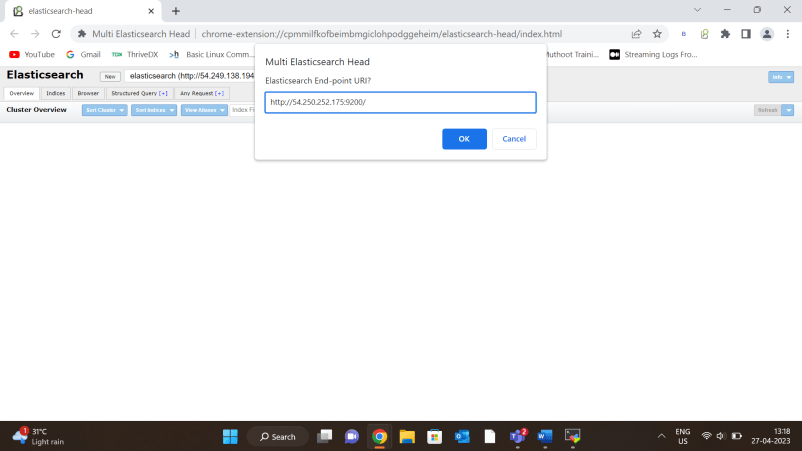 elasticsearch-head
Multi Elasticsearch Head | chrome-extension://cpmmilfkofbeimbmgiclohpodggeheim/elasticsearch-head/index.html
YouTube Gmail ThriveDX Basic Linux Comm... Muthoot Traini... Streaming Logs Fro...
Multi Elasticsearch Head
Elasticsearch End-point URI?
http://54.250.252.175:9200/
OK Cancel
Elasticsearch New elasticsearch (http://54.249.138.194 Info
Overview Indices Browser Structured Query [+] Any Request [+]
Cluster Overview Sort Cluster Sort Indices View Aliases Index Fi Refresh
31°C
Light rain
1
Search
2
ENG
US
13:18
27-04-2023